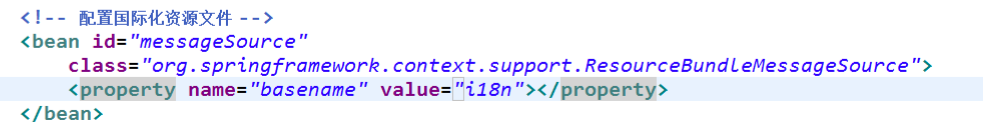 <!-- 配置国际化资源文件 -->
<bean id="messageSource"
class="org.springframework.context.support.ResourceBundleMessageSource">
<property name="basename" value="i18n"></property>
</bean>